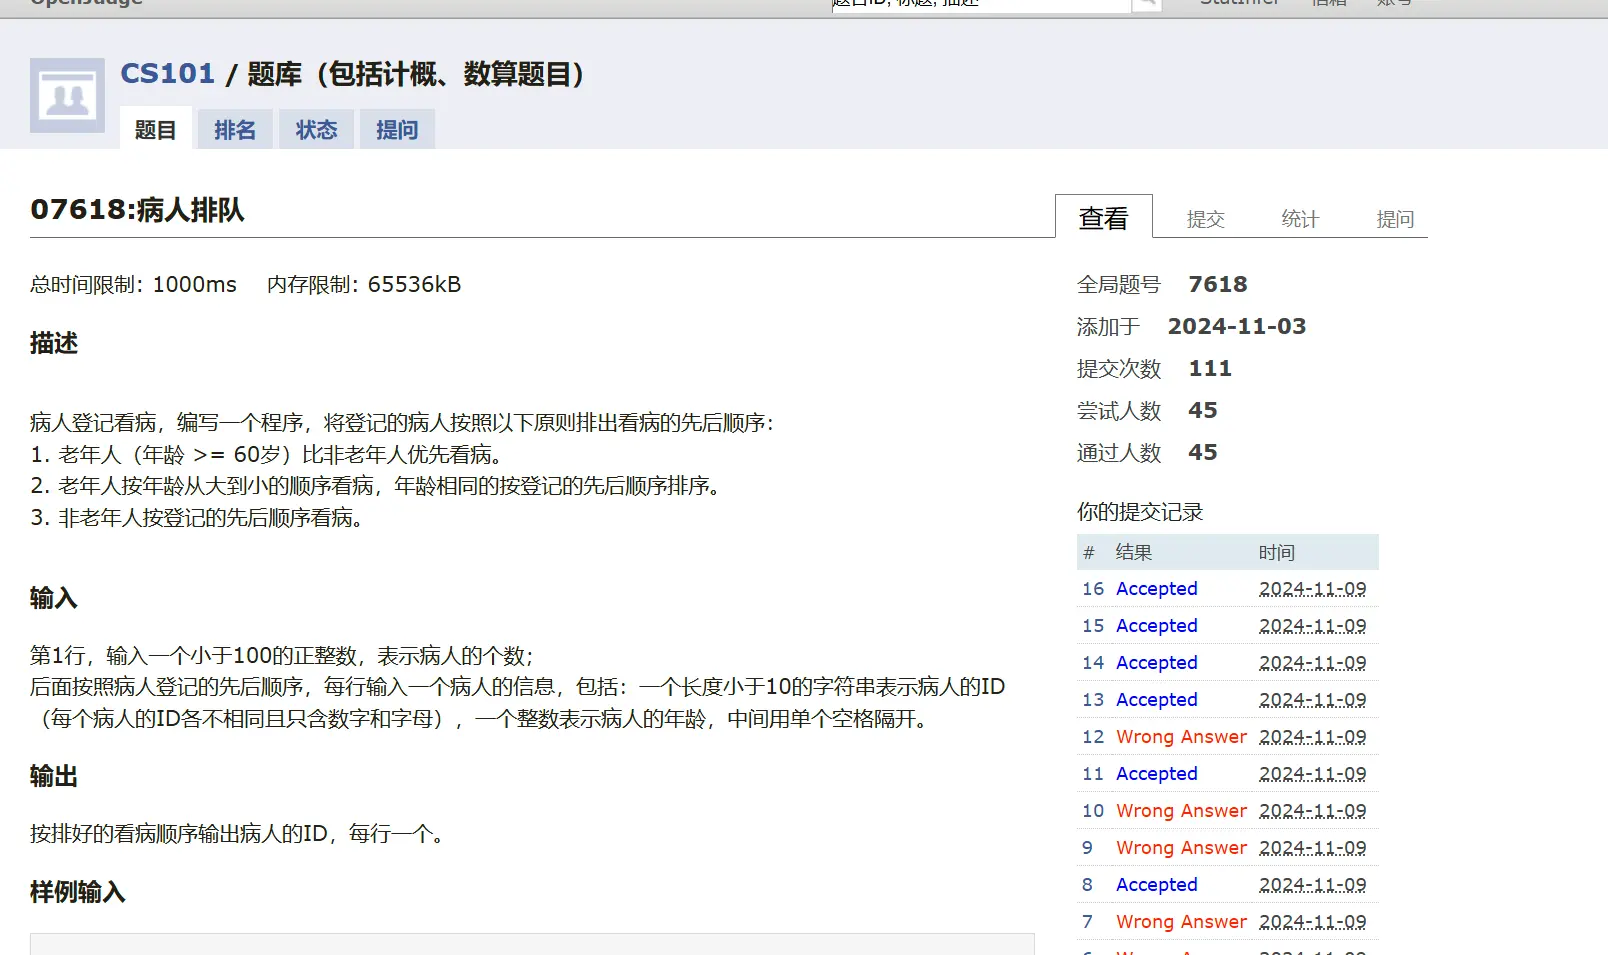 OpenJudge
题目ID, 标题, 描述
账号
CS101 / 题库（包括计概、数算题目）
题目 排名 状态 提问
07618:病人排队
查看 提交 统计 提问
总时间限制: 1000ms 内存限制: 65536kB
描述
病人登记看病，编写一个程序，将登记的病人按照以下原则排出看病的先后顺序：
1. 老年人（年龄 >= 60岁）比非老年人优先看病。
2. 老年人按年龄从大到小的顺序看病，年龄相同的按登记的先后顺序排序。
3. 非老年人按登记的先后顺序看病。
输入
第1行，输入一个小于100的正整数，表示病人的个数；
后面按照病人登记的先后顺序，每行输入一个病人的信息，包括：一个长度小于10的字符串表示病人的ID
（每个病人的ID各不相同且只含数字和字母），一个整数表示病人的年龄，中间用单个空格隔开。
输出
按排好的看病顺序输出病人的ID，每行一个。
样例输入
全局题号 7618
添加于 2024-11-03
提交次数 111
尝试人数 45
通过人数 45
你的提交记录
# 结果 时间
16 Accepted 2024-11-09
15 Accepted 2024-11-09
14 Accepted 2024-11-09
13 Accepted 2024-11-09
12 Wrong Answer 2024-11-09
11 Accepted 2024-11-09
10 Wrong Answer 2024-11-09
9 Wrong Answer 2024-11-09
8 Accepted 2024-11-09
7 Wrong Answer 2024-11-09